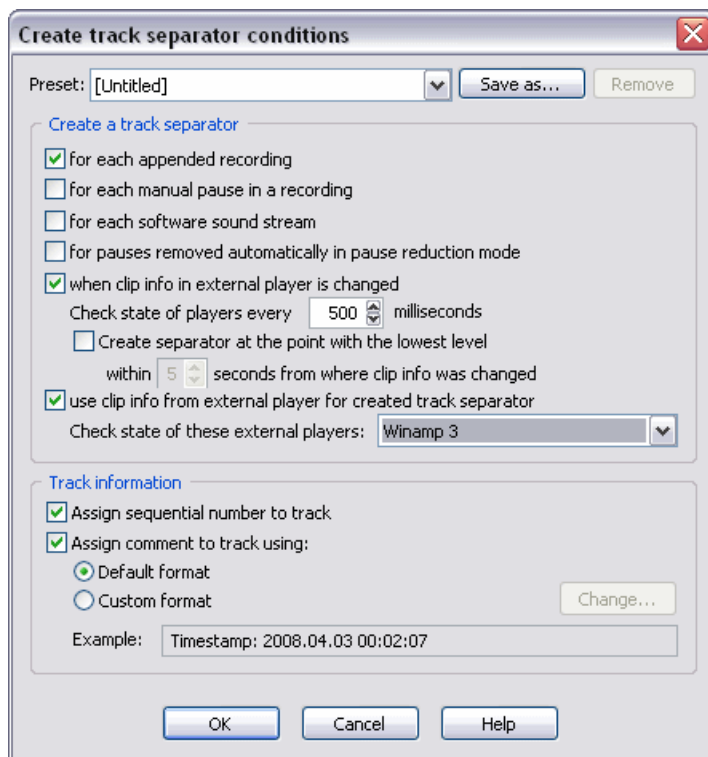 Create track separator conditions
Preset: [Untitled] Save as... Remove
Create a track separator
for each appended recording
for each manual pause in a recording
for each software sound stream
for pauses removed automatically in pause reduction mode
when clip info in external player is changed
Check state of players every 500 milliseconds
Create separator at the point with the lowest level
within 5 seconds from where clip info was changed
use clip info from external player for created track separator
Check state of these external players: Winamp 3
Track information
Assign sequential number to track
Assign comment to track using:
Default format
Custom format Change...
Example: Timestamp: 2008.04.03 00:02:07
OK Cancel Help